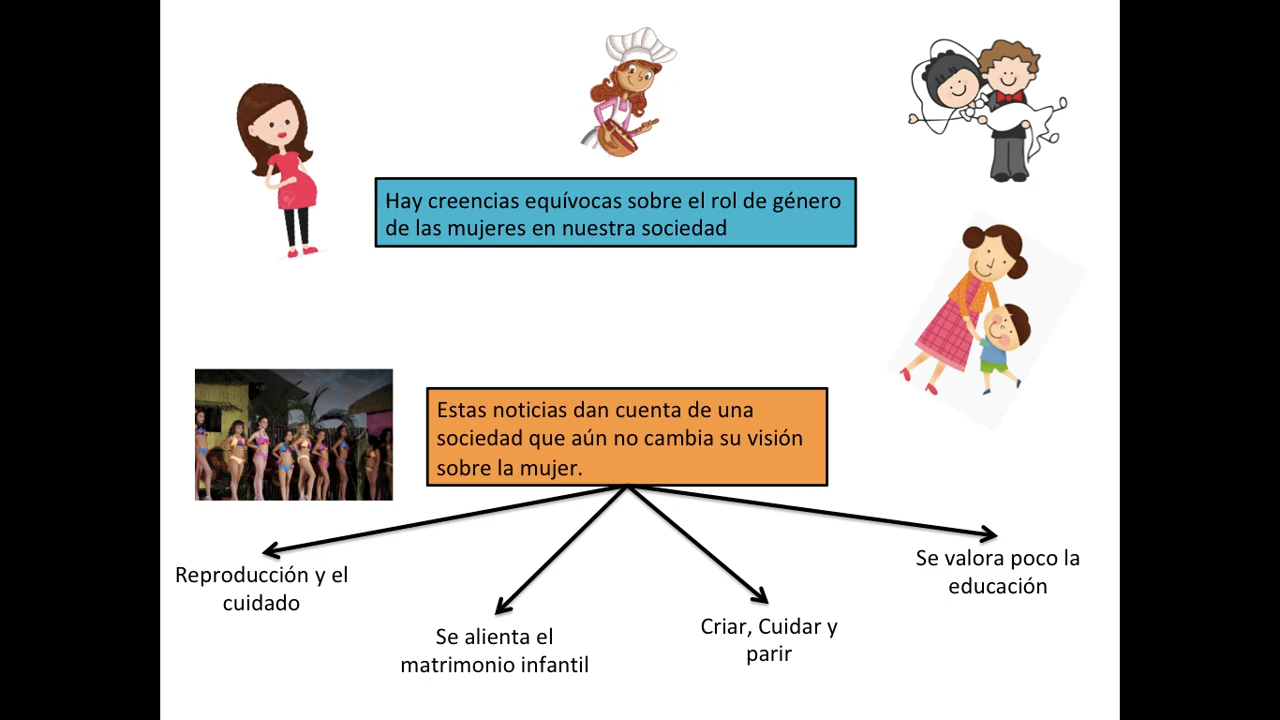 Hay creencias equívocas sobre el rol de género
de las mujeres en nuestra sociedad
Estas noticias dan cuenta de una
sociedad que aún no cambia su visión
sobre la mujer.
Reproducción y el
cuidado
Se alienta el
matrimonio infantil
Criar, Cuidar y
parir
Se valora poco la
educación